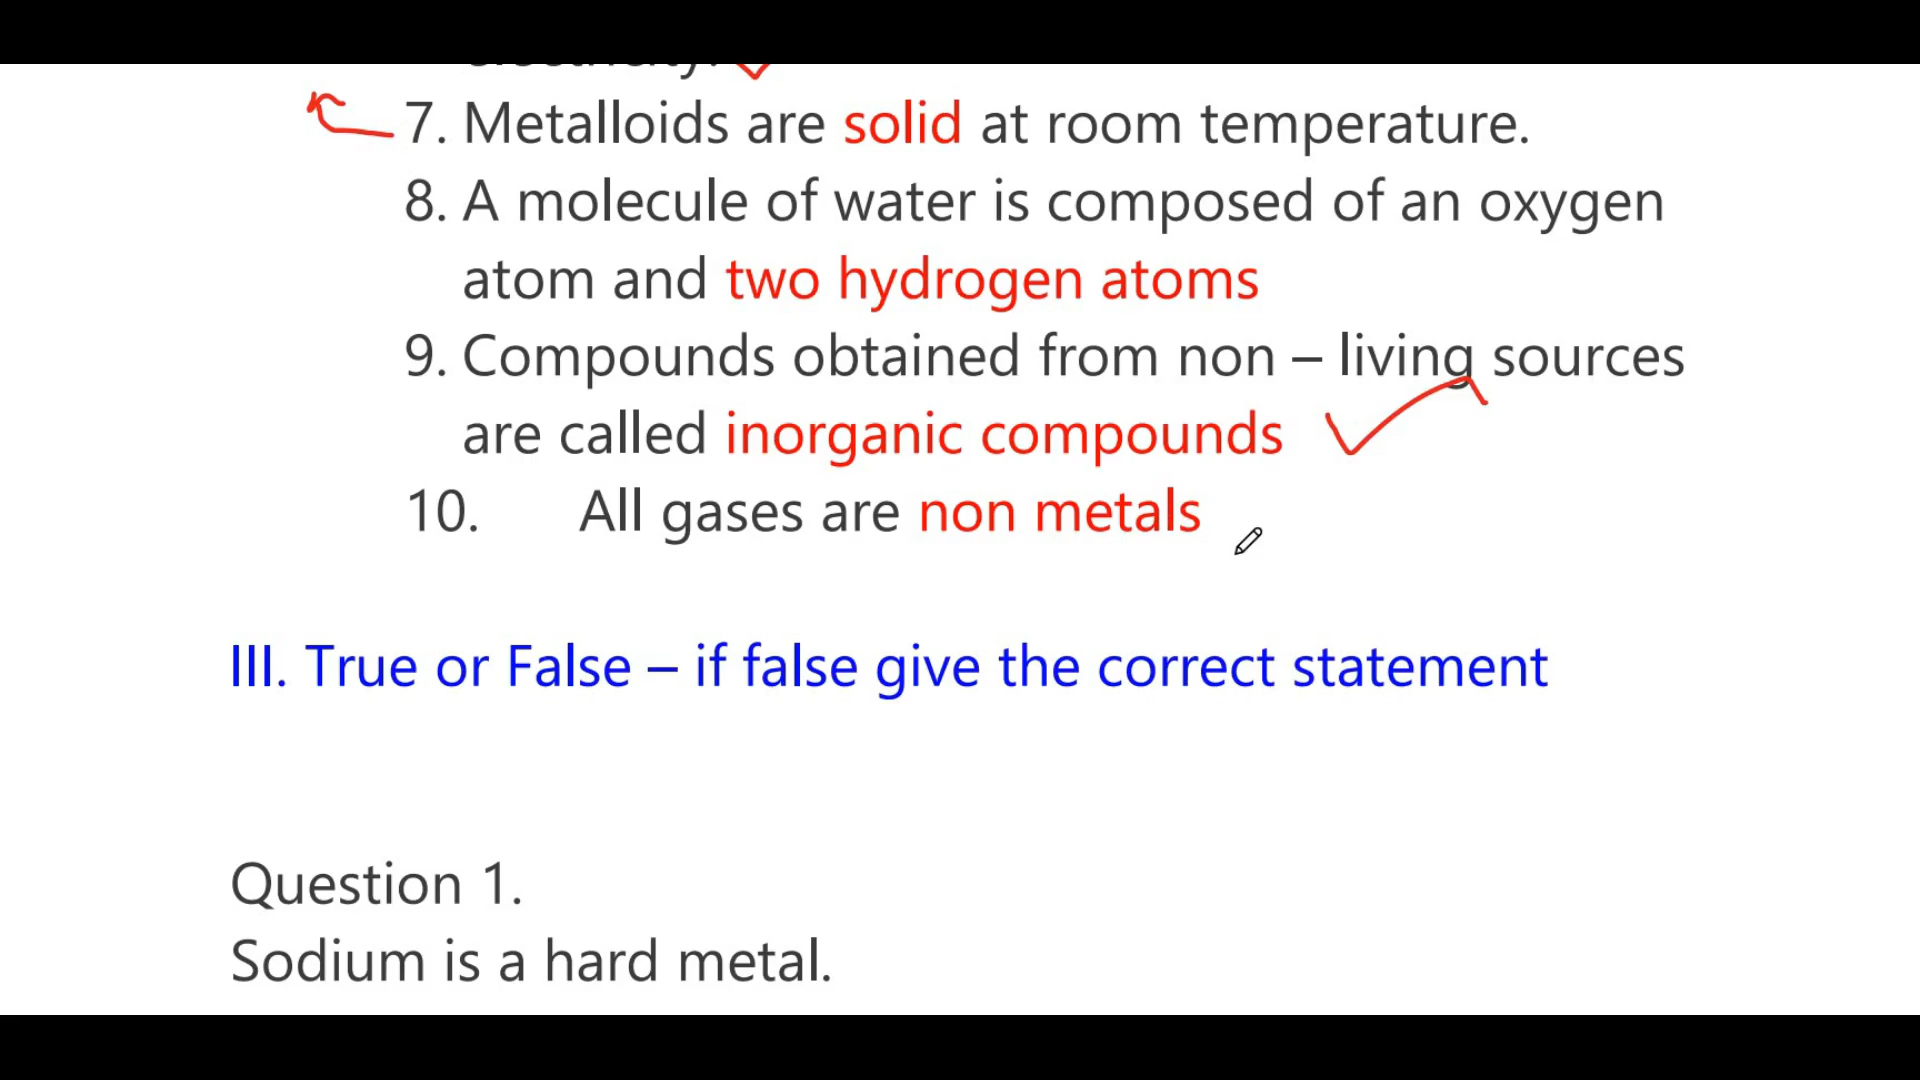 electricity.
7. Metalloids are solid at room temperature.
8. A molecule of water is composed of an oxygen
atom and two hydrogen atoms
9. Compounds obtained from non – living sources
are called inorganic compounds
10. All gases are non metals
III. True or False – if false give the correct statement
Question 1.
Sodium is a hard metal.